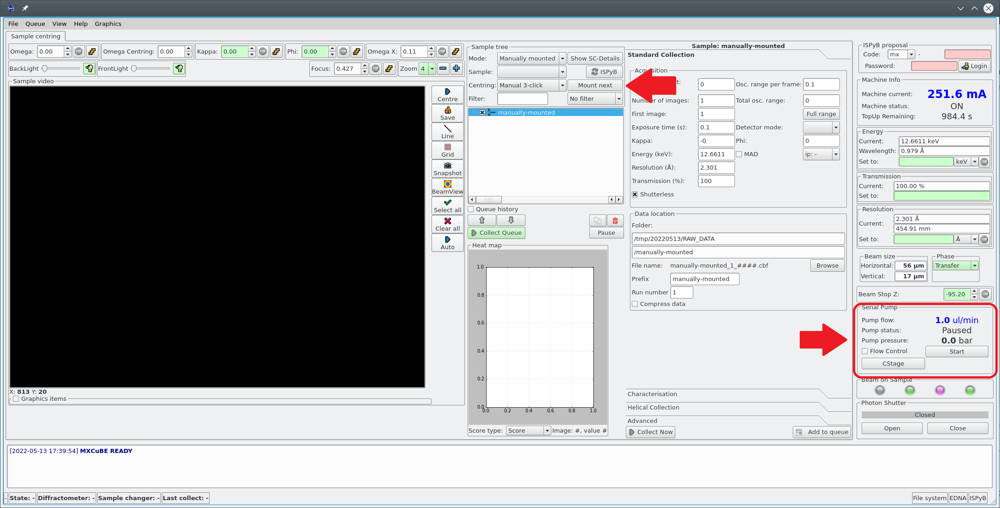 File Queue View Help Graphics
Sample centring
Omega: 0.00 Omega Centring: 0.00 Kappa: 0.00 Phi: 0.00 Omega X: 0.11
BackLight FrontLight Focus: 0.427 Zoom 4
Sample video
Centre
Save
Line
Grid
Snapshot
BeamView
Select all
Clear all
Auto
X: 813 Y: 20
Graphics items
Sample tree
Mode: Manually mounted Show SC-Details
Sample: ISPyB
Centring: Manual 3-click Mount next
Filter: No filter
manually-mounted
Queue history
Collect Queue Pause
Heat map
1.0
0.8
0.6
0.4
0.2
0.0
0.0 0.2 0.4 0.6 0.8 1.0
Score type: Score Image: #, value #
Sample: manually-mounted
Standard Collection
Acquisition
0 Osc. range per frame: 0.1
Number of images: 1 Total osc. range: 0
First image: 1 Full range
Exposure time (s): 0.1 Detector mode:
Kappa: -0 Phi: 0
Energy (keV): 12.6611 MAD ip: -
Resolution (Å): 2.301
Transmission (%): 100
Shutterless
Data location
Folder:
/tmp/20220513/RAW_DATA
/manually-mounted
File name: manually-mounted_1_####.cbf Browse
Prefix manually-mounted
Run number 1
Compress data
Characterisation
Helical Collection
Advanced
Collect Now Add to queue
ISPyB proposal
Code: mx -
Password: Login
Machine Info
Machine current: 251.6 mA
Machine status: ON
TopUp Remaining: 984.4 s
Energy
Current: 12.6611 keV
Wavelength: 0.979 Å
Set to: keV
Transmission
Current: 100.00 %
Set to:
Resolution
Current: 2.301 Å
454.91 mm
Set to: Å
Beam size Phase
Horizontal: 56 µm Transfer
Vertical: 17 µm
Beam Stop Z: -95.20
Serial Pump
Pump flow: 1.0 ul/min
Pump status: Paused
Pump pressure: 0.0 bar
Flow Control Start
CStage
Beam on Sample
Photon Shutter
Closed
Open Close
[2022-05-13 17:39:54] MXCuBE READY
- State: - Diffractometer: - Sample changer: - Last collect: - File system EDNA ISPyB